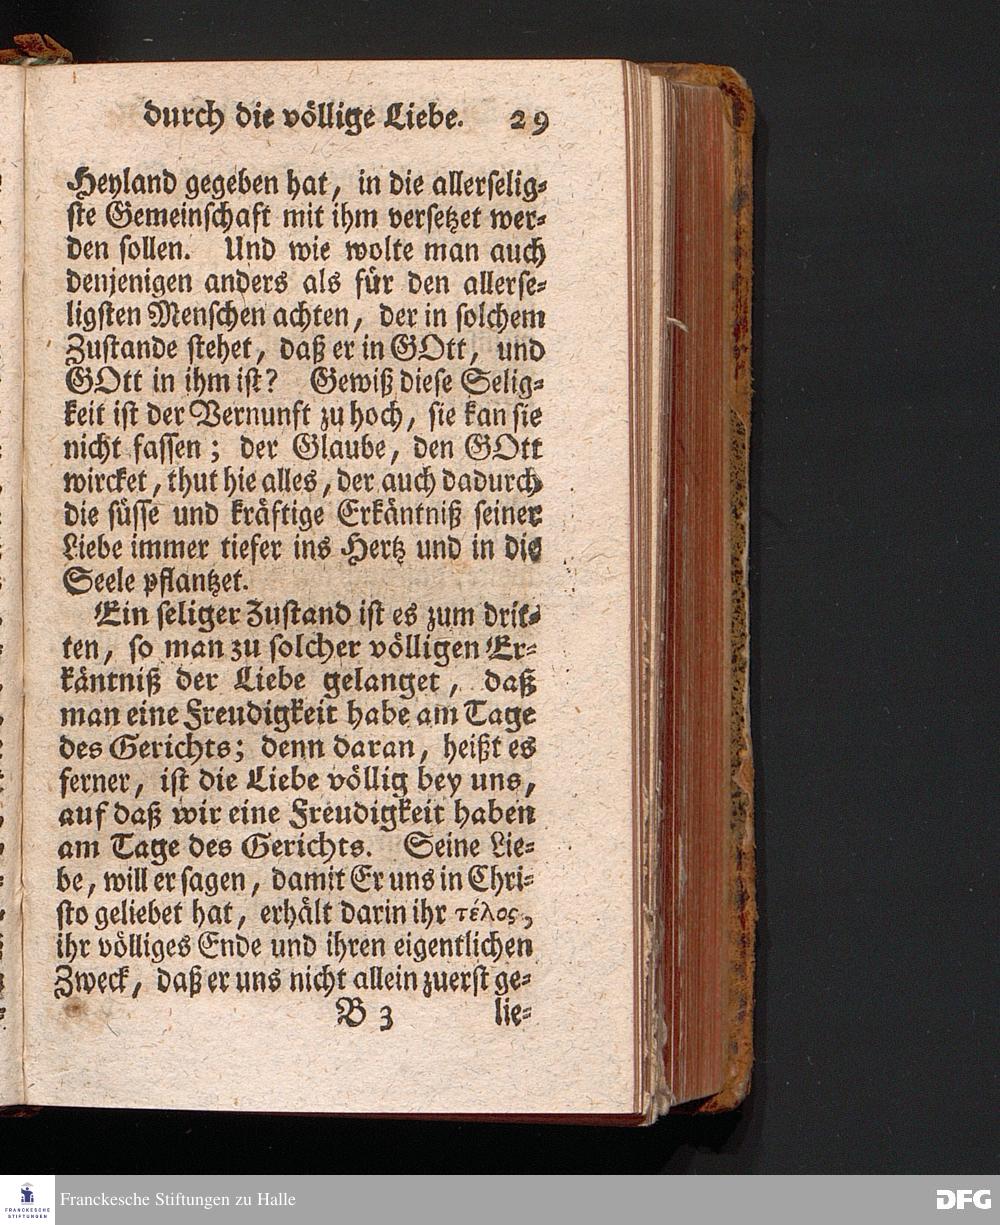 durch die völlige Liebe. 29
Heyland gegeben hat, in die allerselig-
ste Gemeinschaft mit ihm versetzet wer-
den sollen. Und wie wolte man auch
denjenigen anders als für den allerse-
ligsten Menschen achten, der in solchem
Zustande stehet, daß er in GOtt, und
GOtt in ihm ist? Gewiß diese Selig-
keit ist der Vernunft zu hoch, sie kan sie
nicht fassen; der Glaube, den GOtt
wircket, thut hie alles, der auch dadurch
die süsse und kräftige Erkäntniß seiner
Liebe immer tiefer ins Hertz und in die
Seele pflantzet.
Ein seliger Zustand ist es zum drit-
ten, so man zu solcher völligen Er-
käntniß der Liebe gelanget, daß
man eine Freudigkeit habe am Tage
des Gerichts; denn daran, heißt es
ferner, ist die Liebe völlig bey uns,
auf daß wir eine Freudigkeit haben
am Tage des Gerichts. Seine Lie-
be, will er sagen, damit Er uns in Chri-
sto geliebet hat, erhält darin ihr τέλος,
ihr völliges Ende und ihren eigentlichen
Zweck, daß er uns nicht allein zuerst ge-
B 3 lie-
FRANCKESCHE
STIFTUNGEN
Franckesche Stiftungen zu Halle
DFG